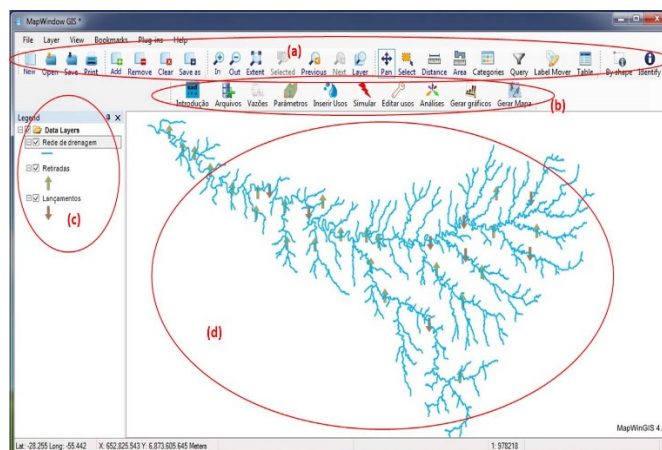 MapWindow GIS *
File Layer View Bookmarks Plug-ins Help
(a)
New Open Save Print Add Remove Clear Save as In Out Extent Selected Previous Next Layer Pan Select Distance Area Categories Query Label Mover Table By shape Identify
Introdução Arquivos Vazões Parâmetros Inserir Usos Simular Editar usos Análises Gerar gráficos Gerar Mapa
(b)
Legend
Data Layers
Rede de drenagem
Retiradas
Lançamentos
(c)
(d)
MapWinGIS 4.
Lat: -28.255 Long: -55.442 X: 652,825.543 Y: 6,873,605.645 Meters 1: 978218